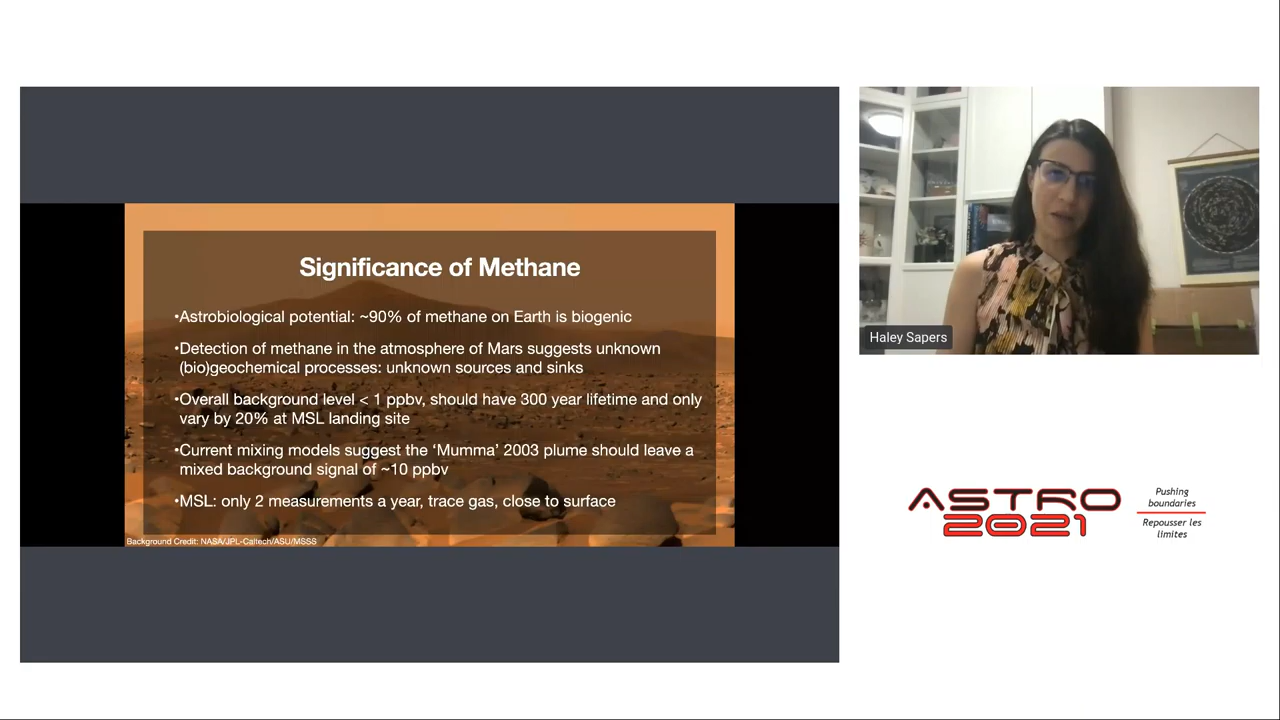 Significance of Methane
•Astrobiological potential: ~90% of methane on Earth is biogenic
•Detection of methane in the atmosphere of Mars suggests unknown
(bio)geochemical processes: unknown sources and sinks
•Overall background level < 1 ppbv, should have 300 year lifetime and only
vary by 20% at MSL landing site
•Current mixing models suggest the ‘Mumma’ 2003 plume should leave a
mixed background signal of ~10 ppbv
•MSL: only 2 measurements a year, trace gas, close to surface
Background Credit: NASA/JPL-Caltech/ASU/MSSS
Haley Sapers
ASTRO
2021
Pushing
boundaries
Repousser les
limites